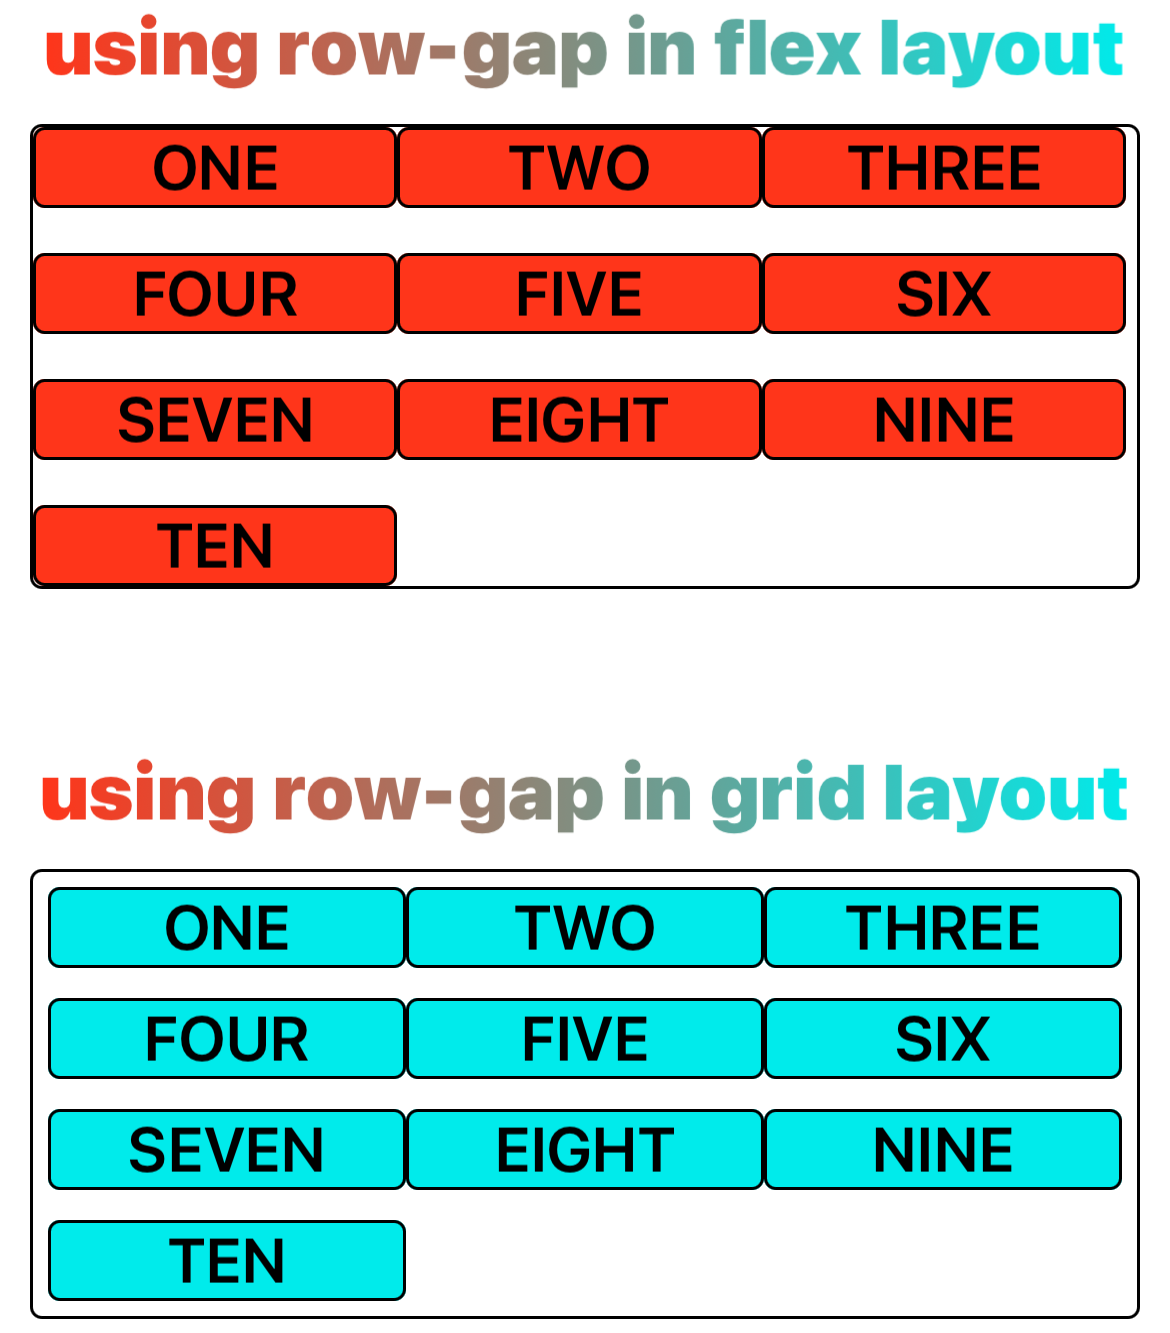 using row-gap in flex layout
ONE TWO THREE
FOUR FIVE SIX
SEVEN EIGHT NINE
TEN
using row-gap in grid layout
ONE TWO THREE
FOUR FIVE SIX
SEVEN EIGHT NINE
TEN